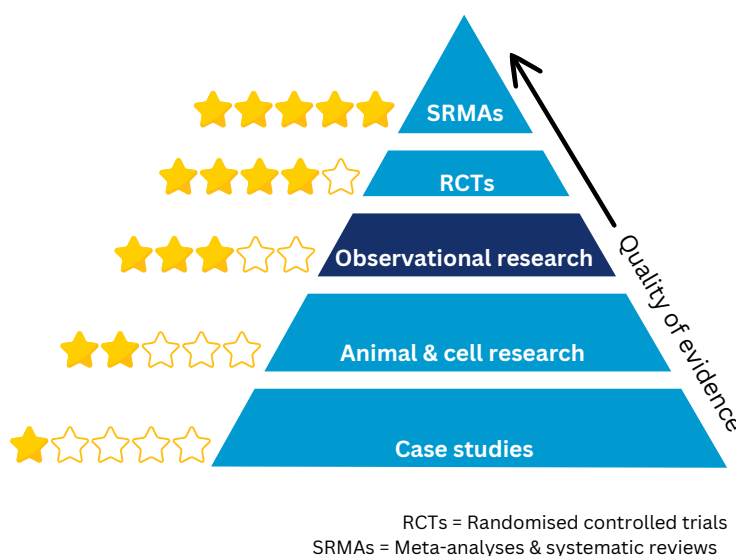 SRMAs
RCTs
Observational research
Animal & cell research
Case studies
Quality of evidence
RCTs = Randomised controlled trials
SRMAs = Meta-analyses & systematic reviews